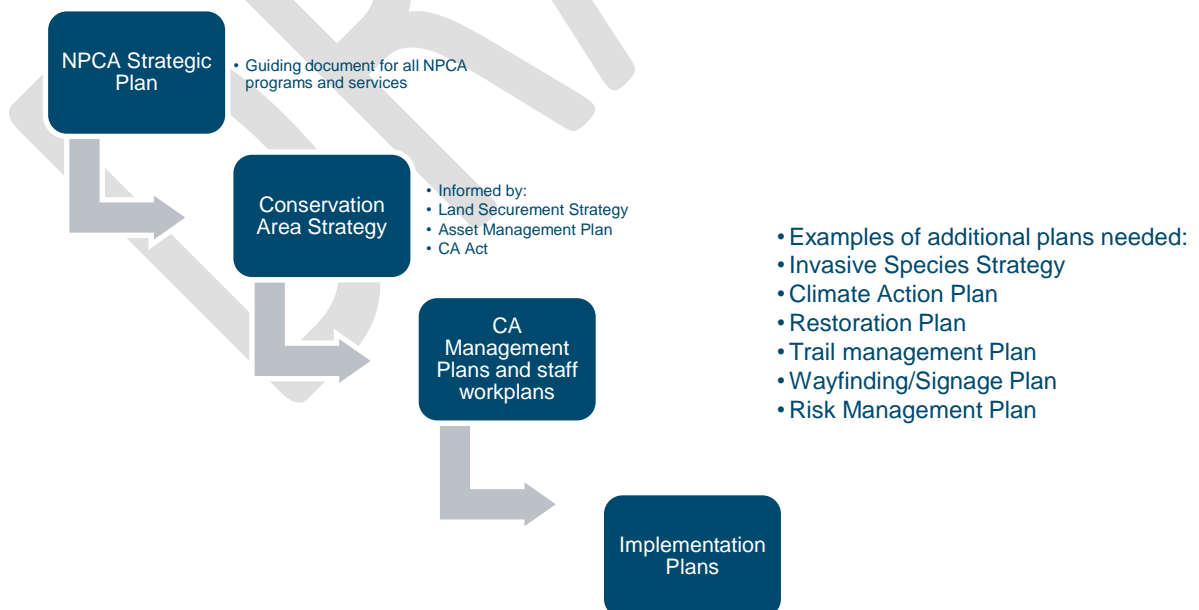 NPCA Strategic
Plan
• Guiding document for all NPCA
programs and services
Conservation
Area Strategy
• Informed by:
• Land Securement Strategy
• Asset Management Plan
• CA Act
CA
Management
Plans and staff
workplans
• Examples of additional plans needed:
• Invasive Species Strategy
• Climate Action Plan
• Restoration Plan
• Trail management Plan
• Wayfinding/Signage Plan
• Risk Management Plan
Implementation
Plans